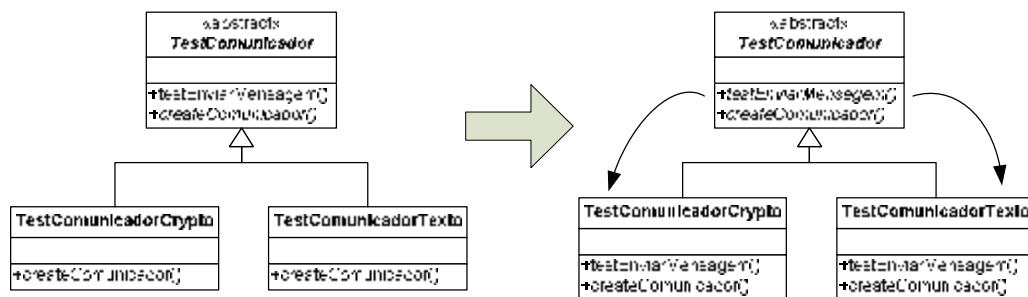 «abstract»
TestComunicador
+testEnviarMensagem()
+createComunicador()
TestComunicadorCrypto
+createComunicador()
TestComunicadorTexto
+createComunicador()
«abstract»
TestComunicador
+testEnviarMensagem()
+createComunicador()
TestComunicadorCrypto
+testEnviarMensagem()
+createComunicador()
TestComunicadorTexto
+testEnviarMensagem()
+createComunicador()